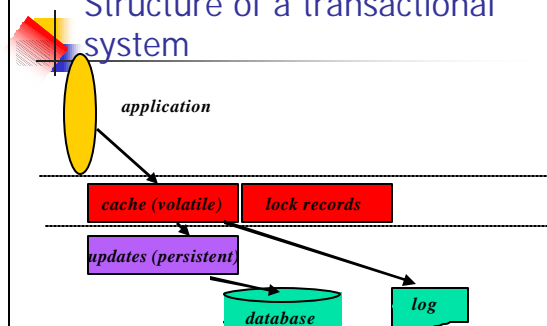 Structure of a transactional
system
application
cache (volatile)
lock records
updates (persistent)
database
log